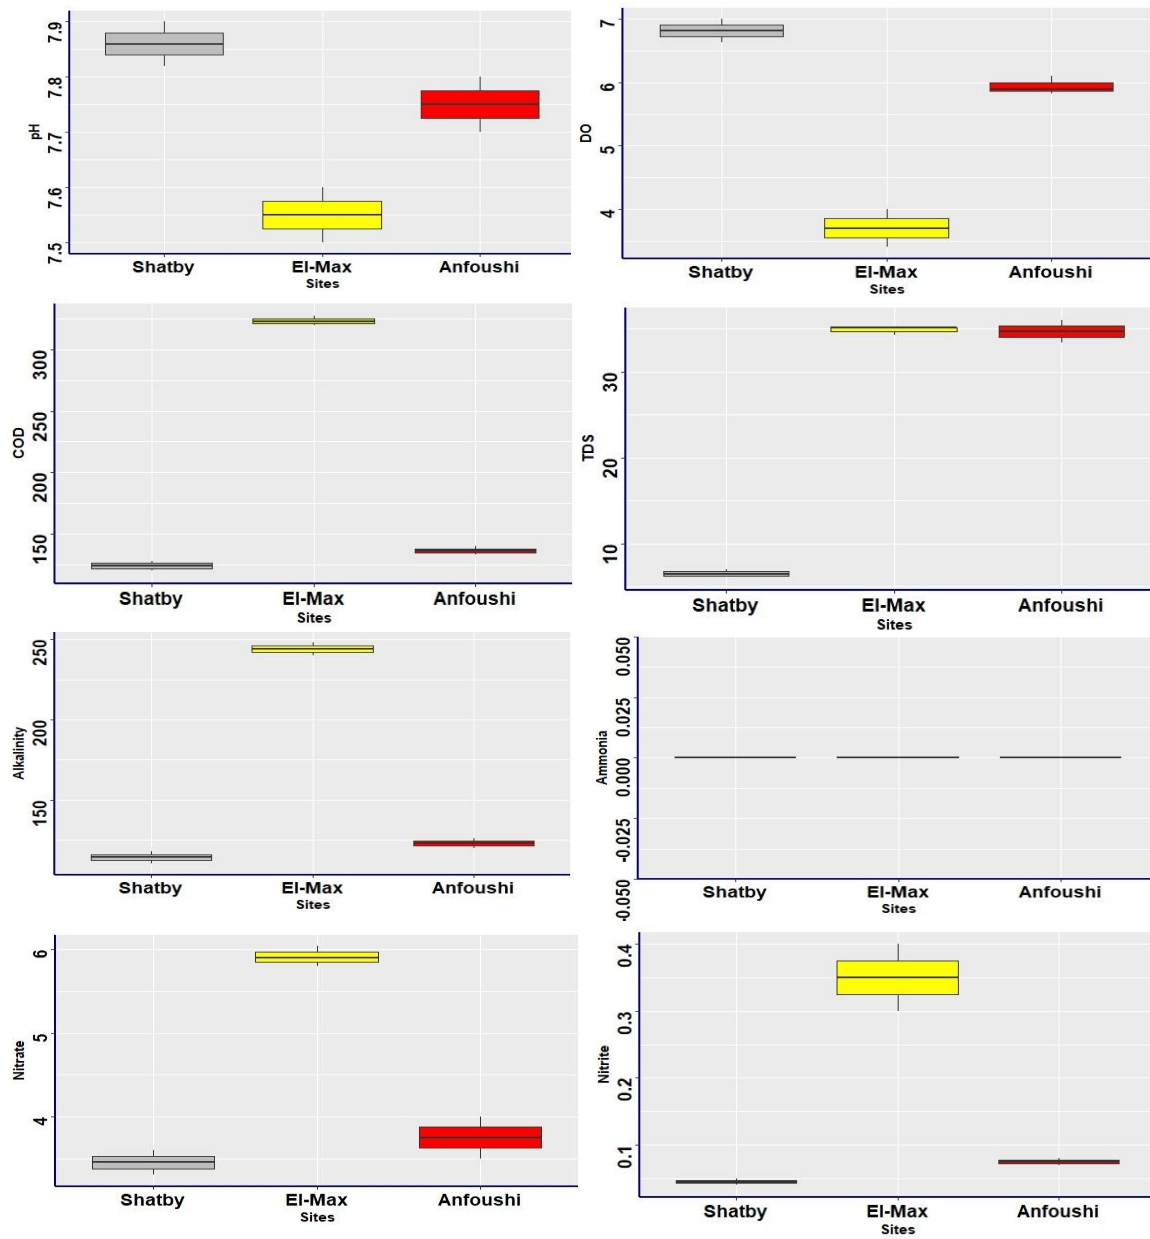 7.9
7.8
7.7
7.6
7.5
pH
Shatby El-Max Anfoushi
Sites
7
6
5
4
DO
Shatby El-Max Anfoushi
Sites
300
250
200
150
COD
Shatby El-Max Anfoushi
Sites
30
20
10
TDS
Shatby El-Max Anfoushi
Sites
250
200
150
Alkalinity
Shatby El-Max Anfoushi
Sites
0.050
0.025
0.000
-0.025
-0.050
Ammonia
Shatby El-Max Anfoushi
Sites
6
5
4
Nitrate
Shatby El-Max Anfoushi
Sites
0.4
0.3
0.2
0.1
Nitrite
Shatby El-Max Anfoushi
Sites